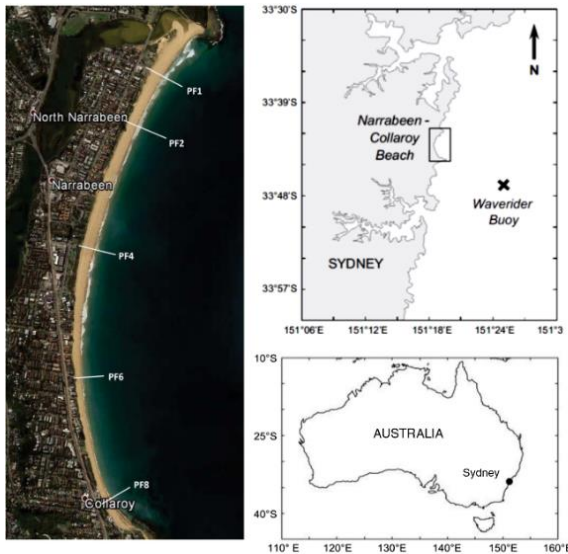 PF1
North Narrabeen
PF2
Narrabeen
PF4
PF6
PF8
Collaroy
33°30'S
33°39'S
33°48'S
33°57'S
151°06'E
151°12'E
151°18'E
151°24'E
151°3
N
Narrabeen -
Collaroy
Beach
Waverider
Buoy
SYDNEY
10°S
25°S
40°S
110° E
120°E
130°E
140°E
150°E
160°E
AUSTRALIA
Sydney